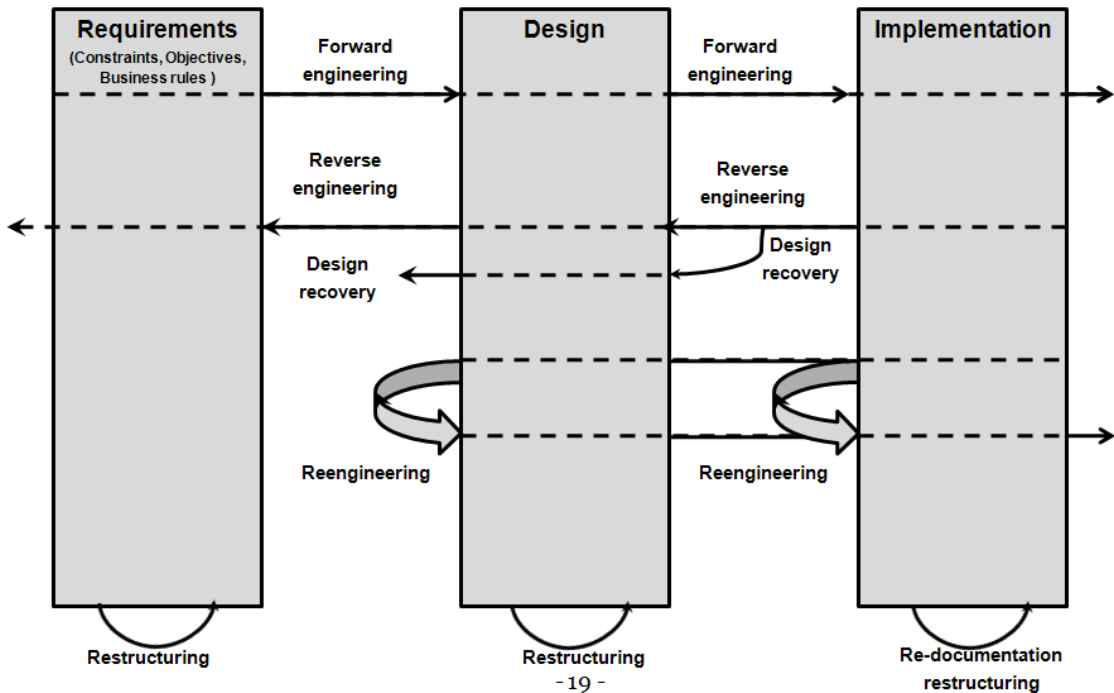 Requirements
(Constraints, Objectives,
Business rules )
Forward
engineering
Design
Forward
engineering
Implementation
Reverse
engineering
Reverse
engineering
Design
recovery
Design
recovery
Reengineering
Reengineering
Restructuring
Restructuring
Re-documentation
restructuring
-19 -